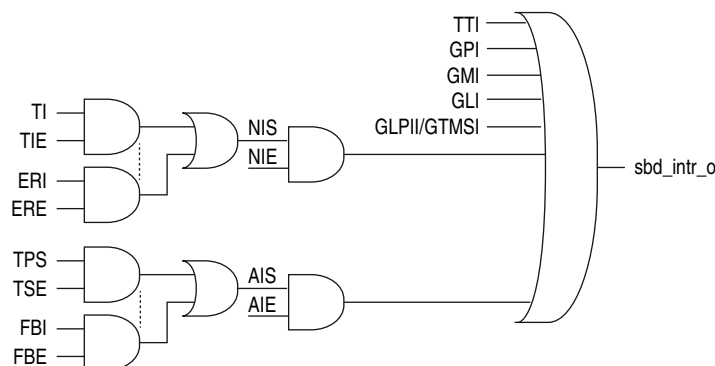 TTI
GPI
GMI
GLI
GLPII/GTMSI
TI
TIE
ERI
ERE
NIS
NIE
sbd_intr_o
TPS
TSE
FBI
FBE
AIS
AIE